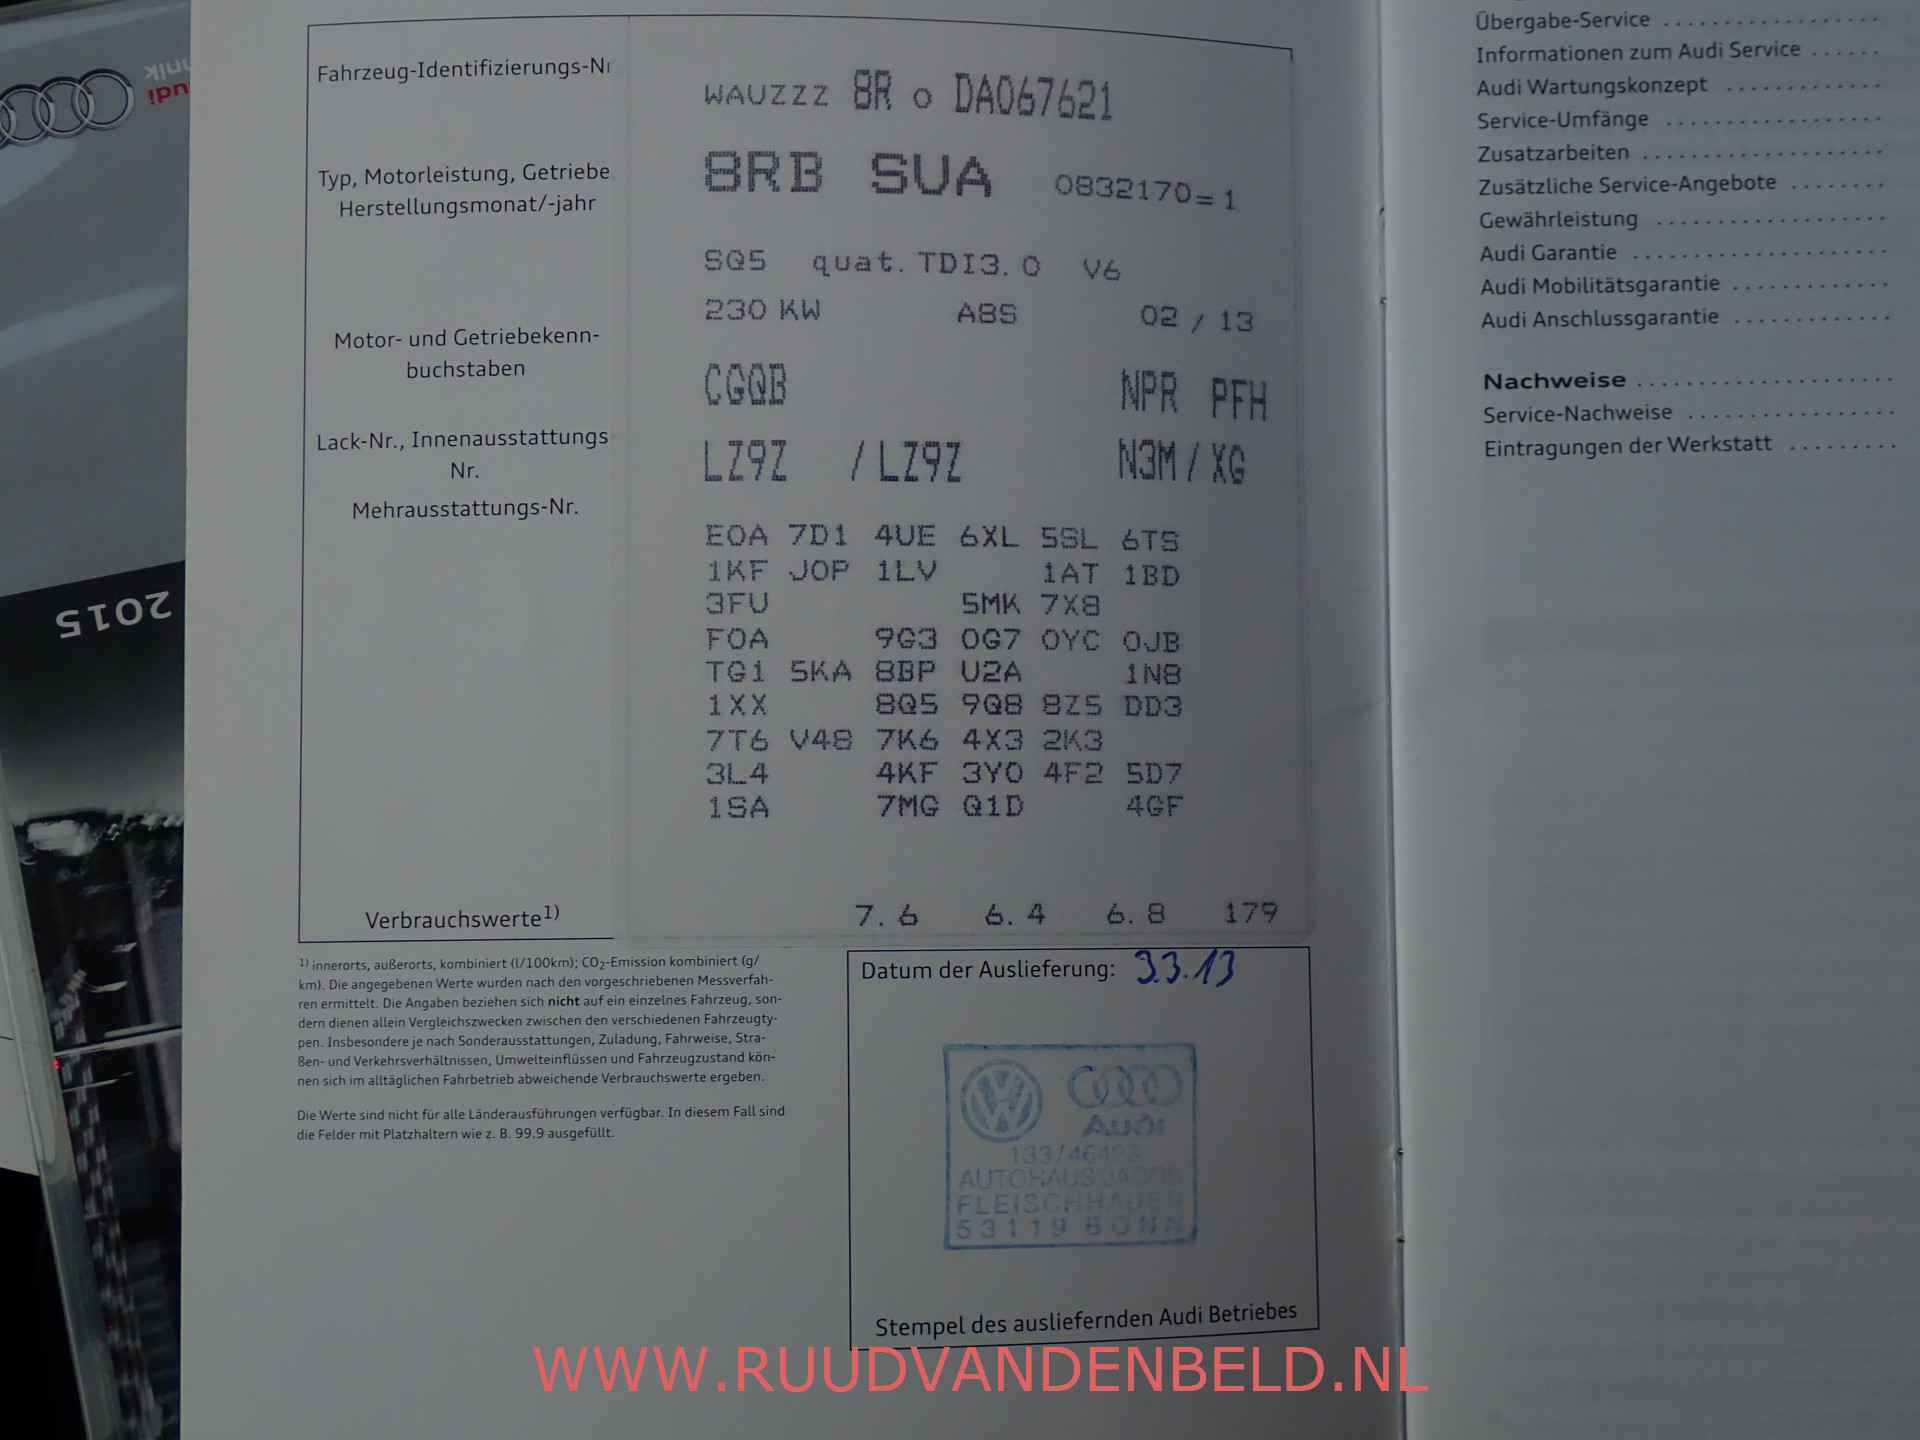 Fahrzeug-Identifizierungs-Nr
WAUZZZ 8R 0 DA067621
Typ, Motorleistung, Getriebe
Herstellungsmonat/-jahr
8RB SUA 0832170=1
SQ5 quat. TDI3.0 V6
230 KW A8S 02 / 13
Motor- und Getriebekenn-
buchstaben
CGQB NPR PFH
Lack-Nr., Innenausstattungs
Nr.
LZ9Z / LZ9Z N3M / XG
Mehrausstattungs-Nr.
E0A 7D1 4UE 6XL 5SL 6TS
1KF J0P 1LV 1AT 1BD
3FU 5MK 7X8
F0A 9G3 0G7 0YC 0JB
TG1 5KA 8BP U2A 1N8
1XX 8Q5 9Q8 8Z5 DD3
7T6 V48 7K6 4X3 2K3
3L4 4KF 3Y0 4F2 5D7
1SA 7MG Q1D 4GF
Verbrauchswerte1)
7.6 6.4 6.8 179
1) innerorts, außerorts, kombiniert (l/100km); CO2-Emission kombiniert (g/
km). Die angegebenen Werte wurden nach den vorgeschriebenen Messverfah-
ren ermittelt. Die Angaben beziehen sich nicht auf ein einzelnes Fahrzeug, son-
dern dienen allein Vergleichszwecken zwischen den verschiedenen Fahrzeugty-
pen. Insbesondere je nach Sonderausstattungen, Zuladung, Fahrweise, Stra-
ßen- und Verkehrsverhältnissen, Umwelteinflüssen und Fahrzeugzustand kön-
nen sich im alltäglichen Fahrbetrieb abweichende Verbrauchswerte ergeben.
Die Werte sind nicht für alle Länderausführungen verfügbar. In diesem Fall sind
die Felder mit Platzhaltern wie z. B. 99.9 ausgefüllt.
Datum der Auslieferung: 3.3.13
Audi
AUTOHAUS JACOB
FLEISCHHAUER
53119 BONN
Stempel des ausliefernden Audi Betriebes
Übergabe-Service
Informationen zum Audi Service
Audi Wartungskonzept
Service-Umfänge
Zusatzarbeiten
Zusätzliche Service-Angebote
Gewährleistung
Audi Garantie
Audi Mobilitätsgarantie
Audi Anschlussgarantie
Nachweise
Service-Nachweise
Eintragungen der Werkstatt
2015
WWW.RUUDVANDENBELD.NL